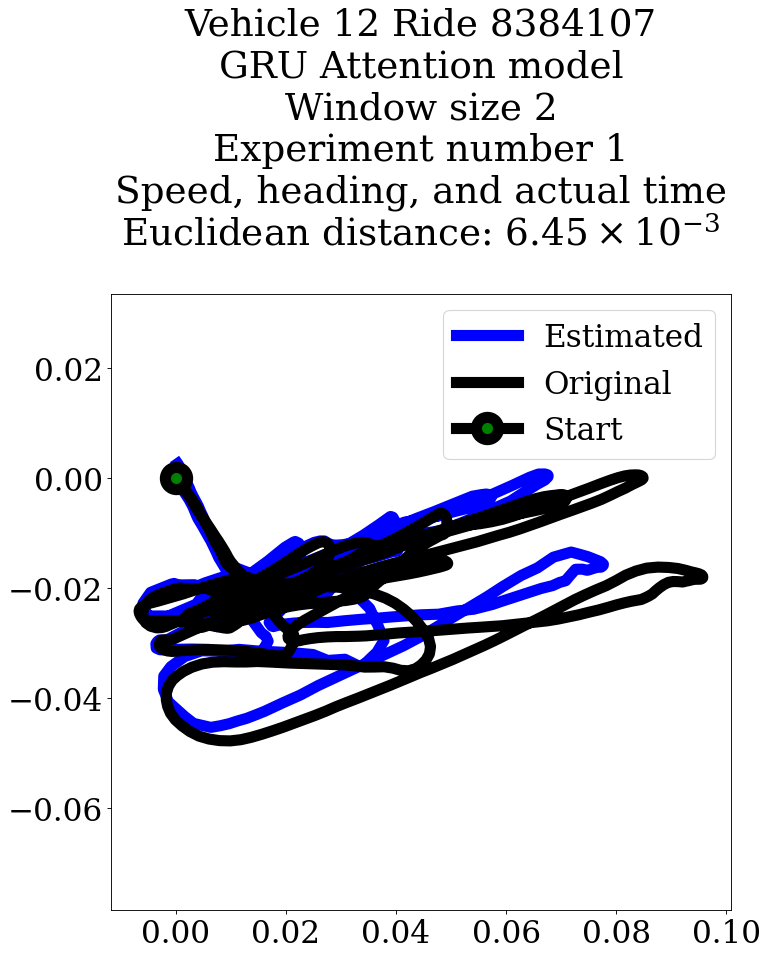 Vehicle 12 Ride 8384107
GRU Attention model
Window size 2
Experiment number 1
Speed, heading, and actual time
Euclidean distance: 6.45 × 10⁻³
Estimated
Original
Start
0.02
0.00
−0.02
−0.04
−0.06
0.00 0.02 0.04 0.06 0.08 0.10